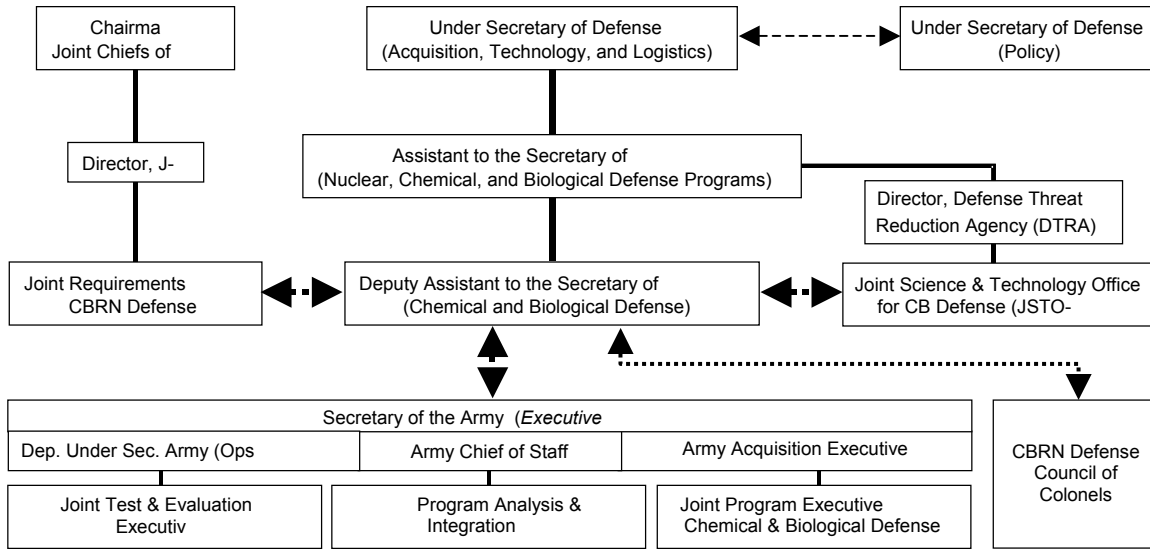 Chairma
Joint Chiefs of
Under Secretary of Defense
(Acquisition, Technology, and Logistics)
Under Secretary of Defense
(Policy)
Director, J-
Assistant to the Secretary of
(Nuclear, Chemical, and Biological Defense Programs)
Director, Defense Threat
Reduction Agency (DTRA)
Joint Requirements
CBRN Defense
Deputy Assistant to the Secretary of
(Chemical and Biological Defense)
Joint Science & Technology Office
for CB Defense (JSTO-
Secretary of the Army (Executive
Dep. Under Sec. Army (Ops
Army Chief of Staff
Army Acquisition Executive
Joint Test & Evaluation
Executiv
Program Analysis &
Integration
Joint Program Executive
Chemical & Biological Defense
CBRN Defense
Council of
Colonels